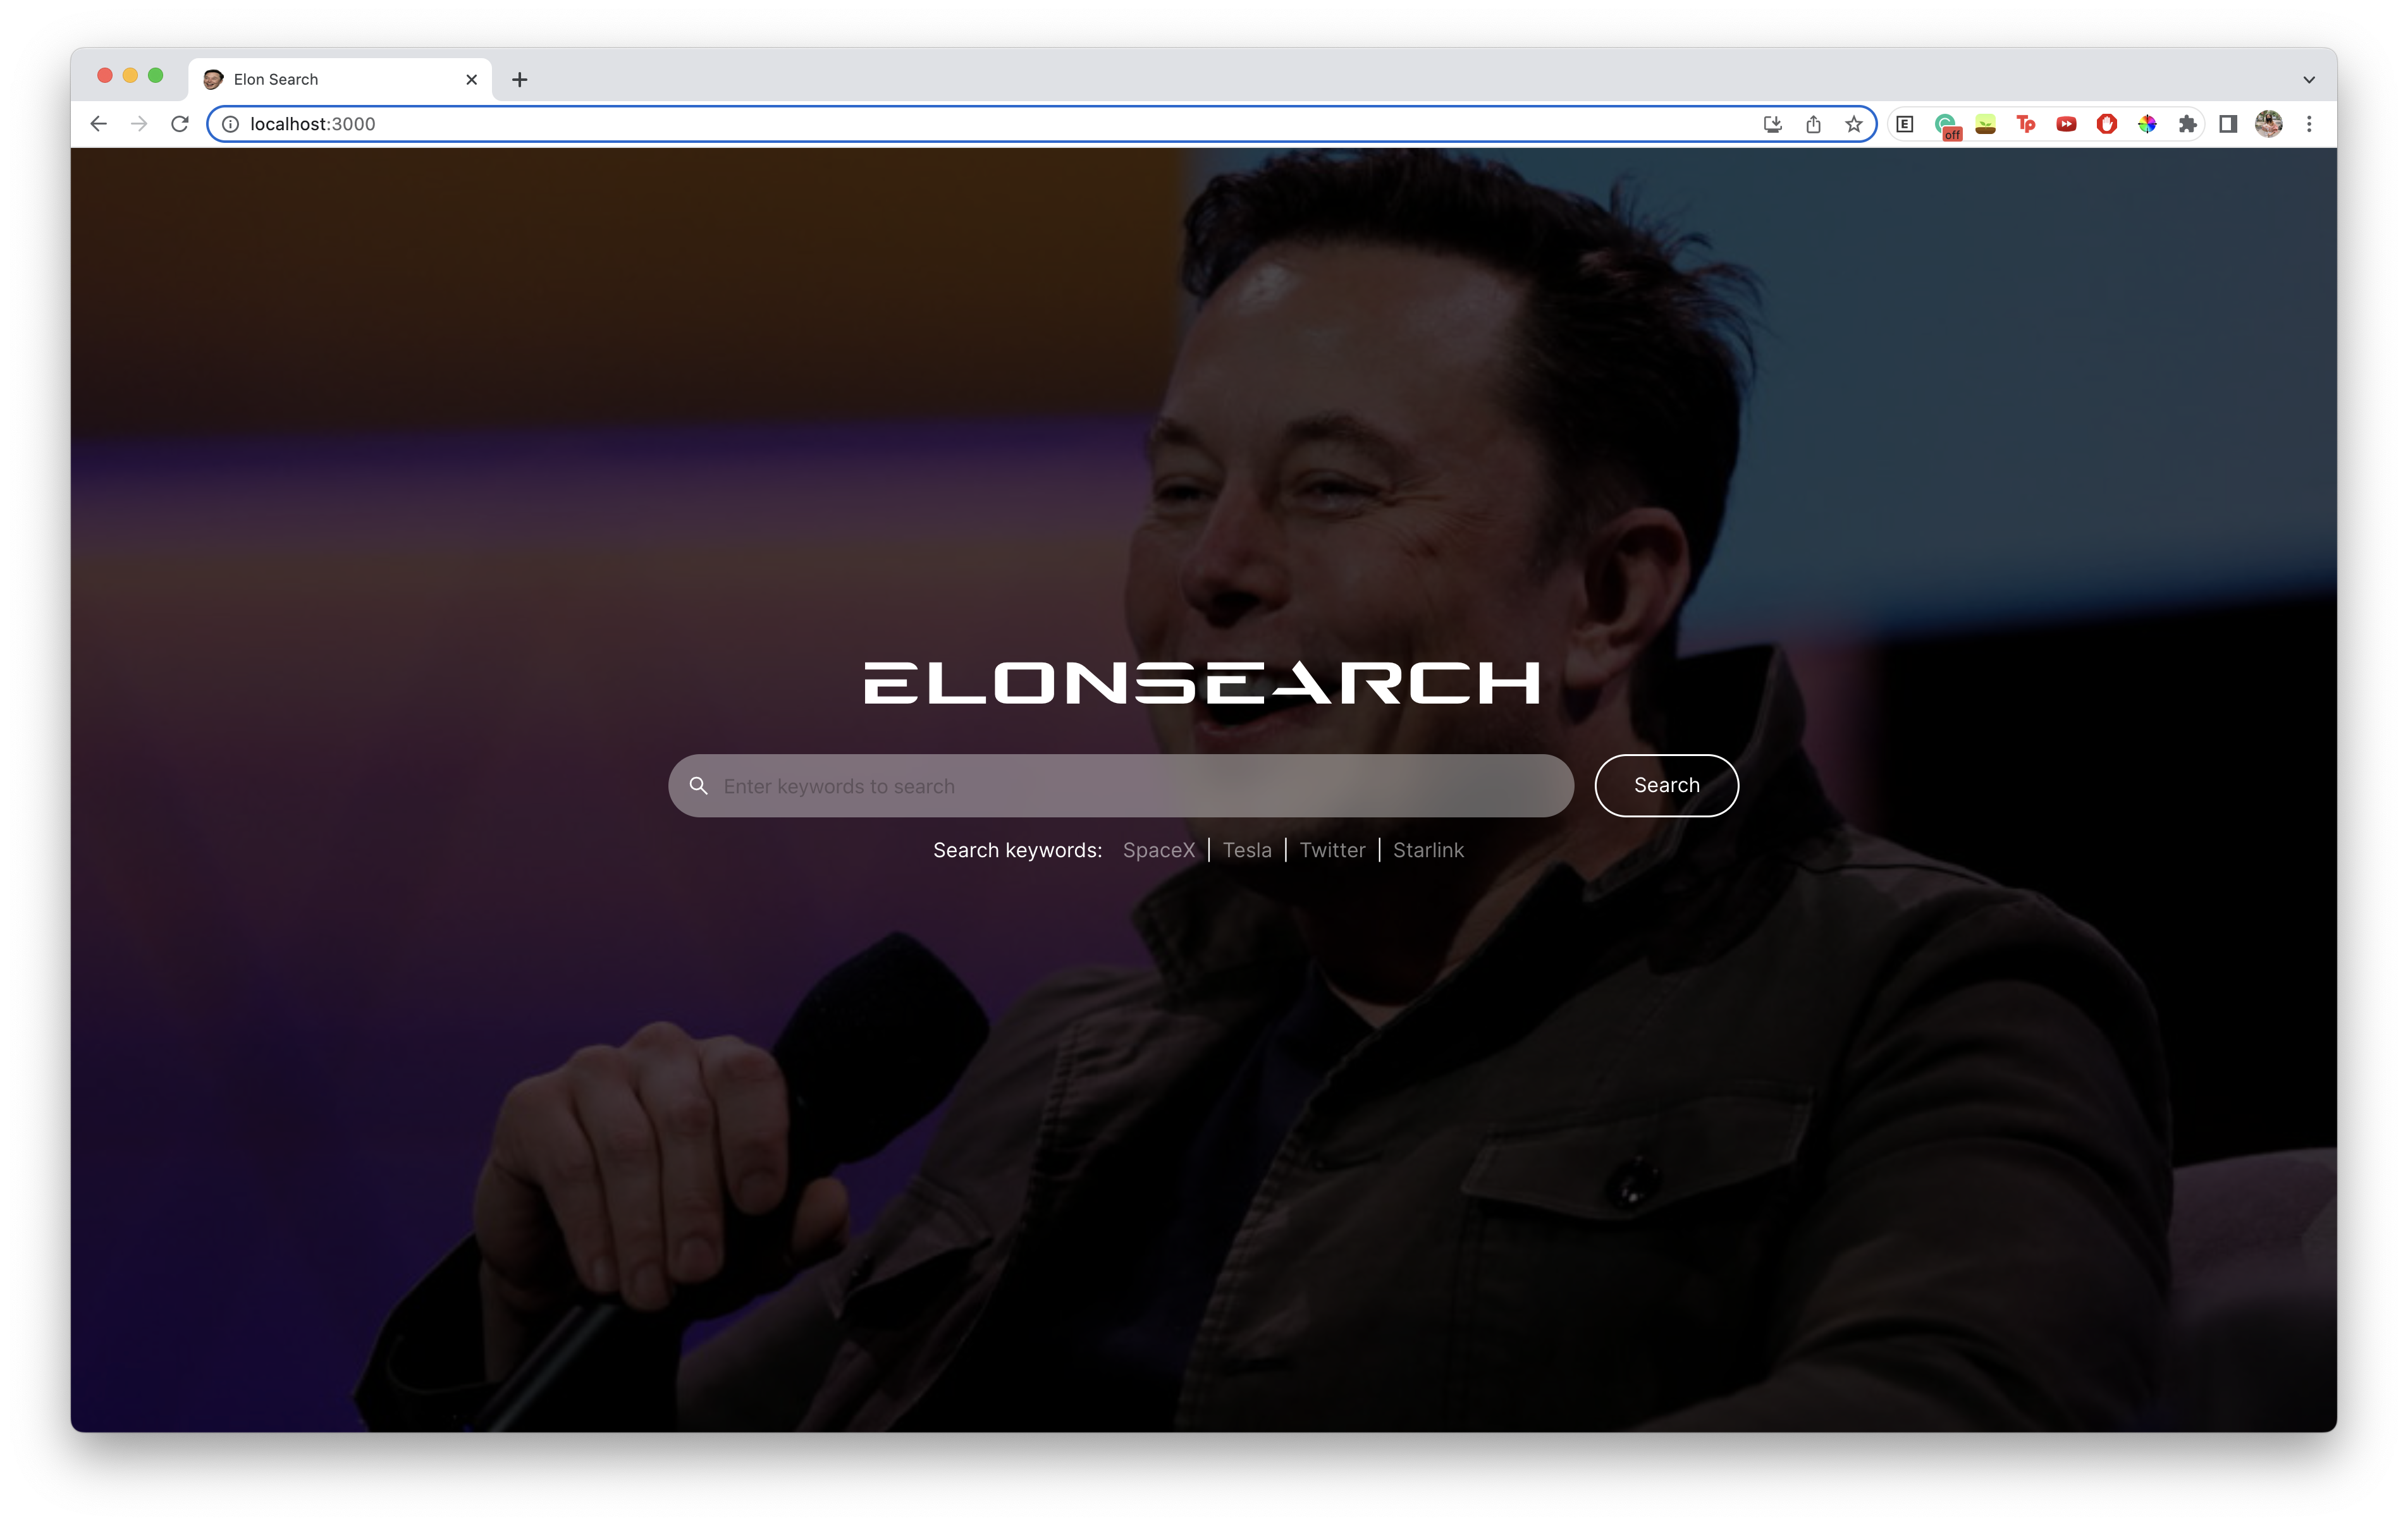 Elon Search
localhost:3000
E
off
Tp
ELONSEARCH
Enter keywords to search
Search
Search keywords: SpaceX | Tesla | Twitter | Starlink